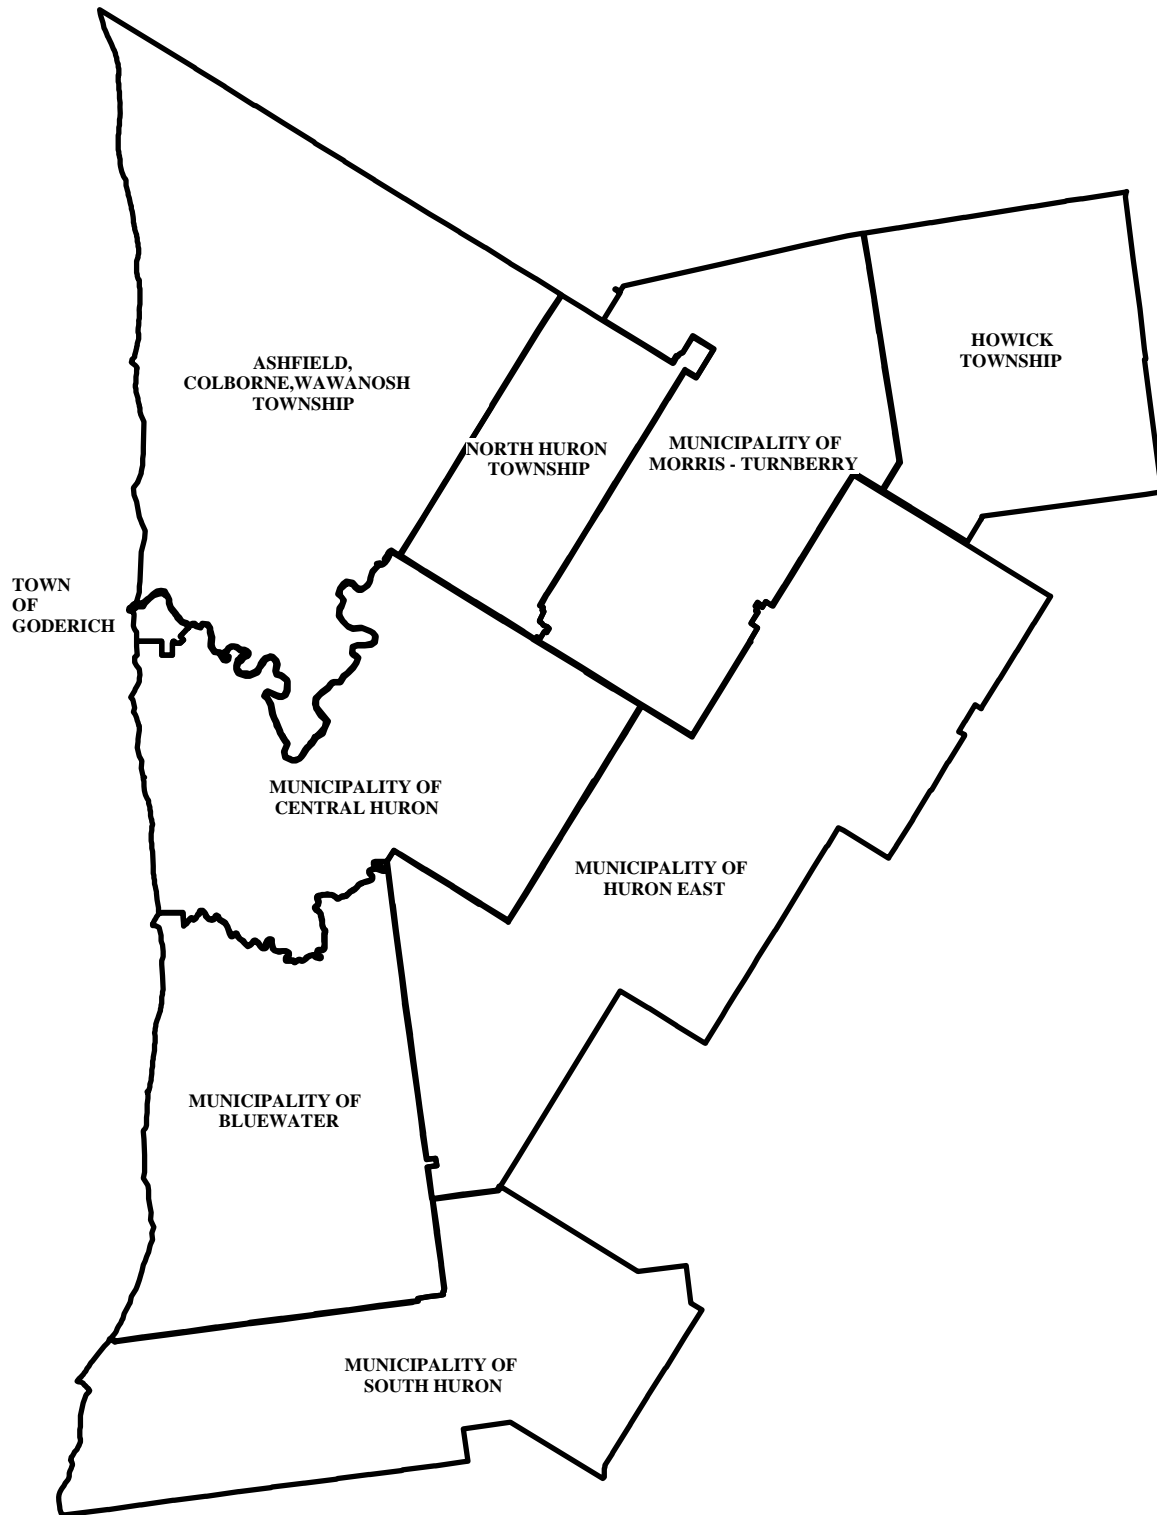 HOWICK
TOWNSHIP
ASHFIELD,
COLBORNE,WAWANOSH
TOWNSHIP
NORTH HURON
TOWNSHIP
MUNICIPALITY OF
MORRIS - TURNBERRY
TOWN
OF
GODERICH
MUNICIPALITY OF
CENTRAL HURON
MUNICIPALITY OF
HURON EAST
MUNICIPALITY OF
BLUEWATER
MUNICIPALITY OF
SOUTH HURON